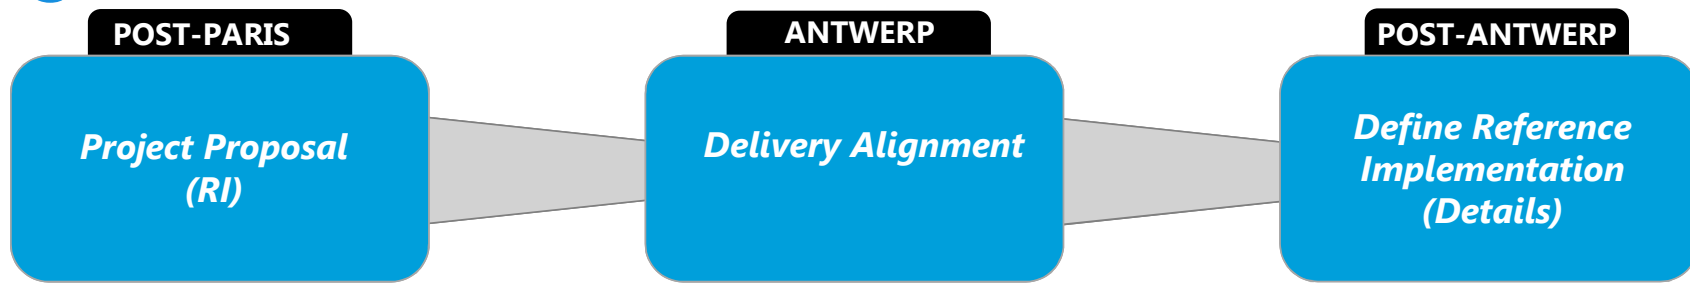 POST-PARIS
Project Proposal
(RI)
ANTWERP
Delivery Alignment
POST-ANTWERP
Define Reference
Implementation
(Details)